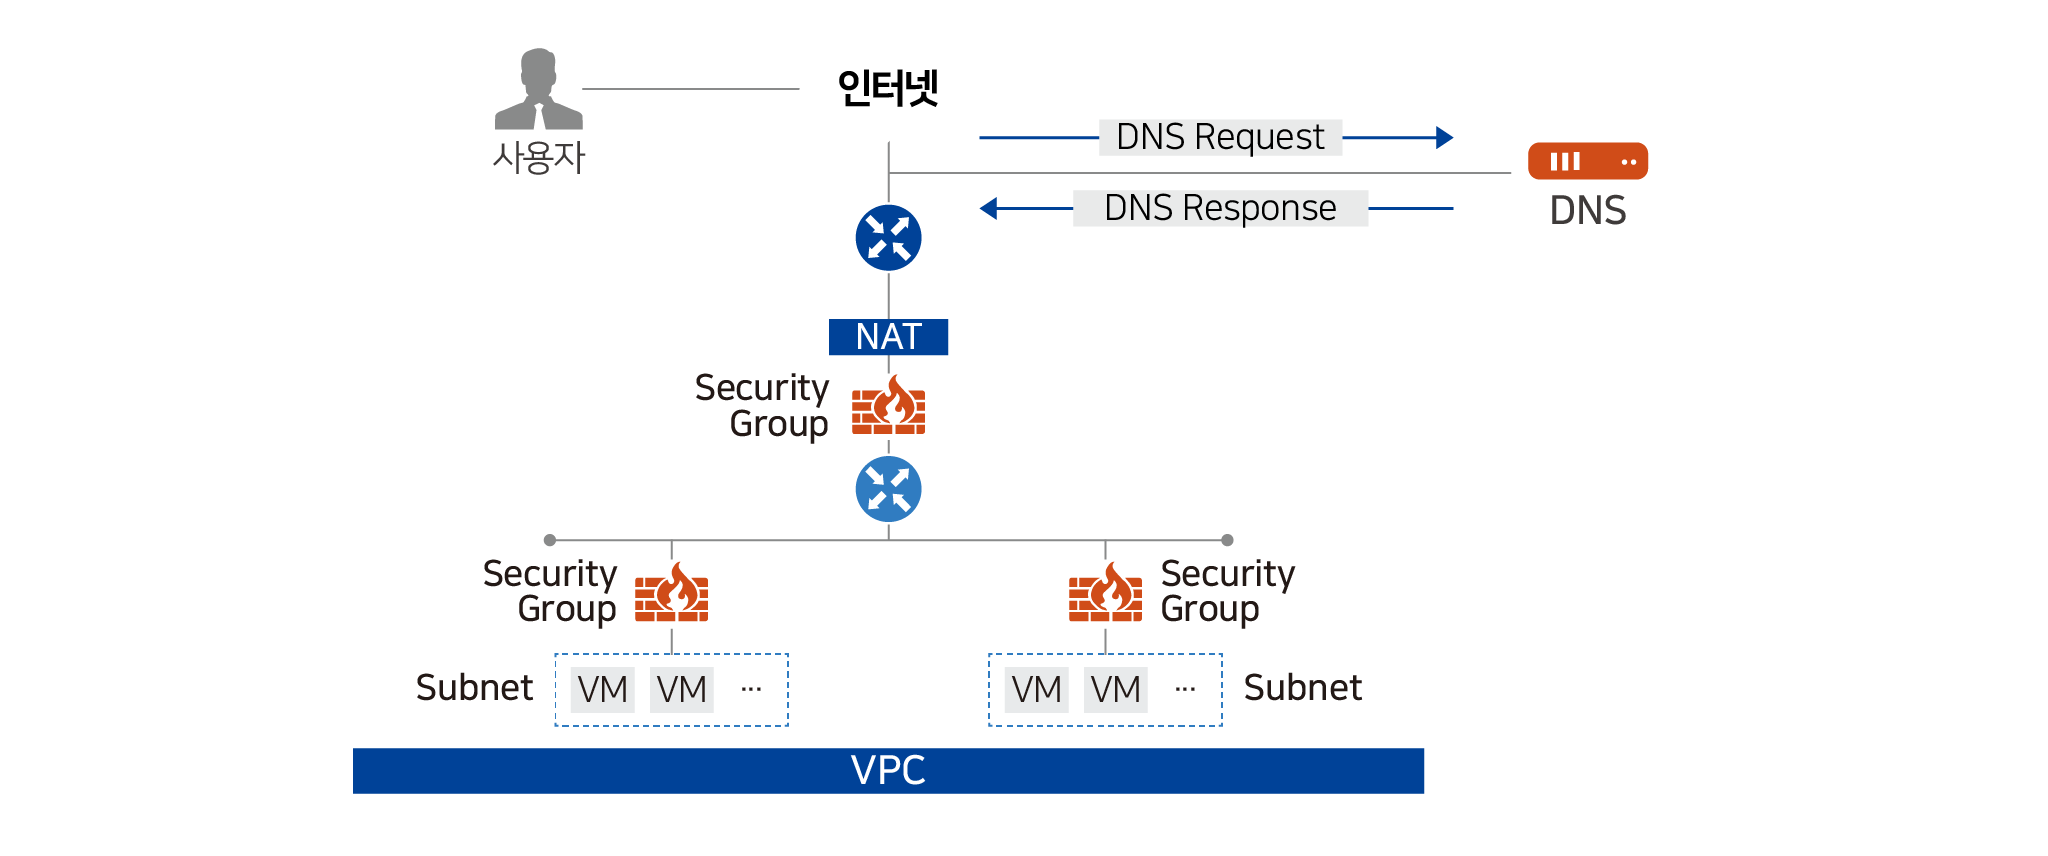 인터넷
사용자
DNS Request
DNS Response
DNS
NAT
Security
Group
Security
Group
Security
Group
Subnet
VM
VM
...
VM
VM
...
Subnet
VPC